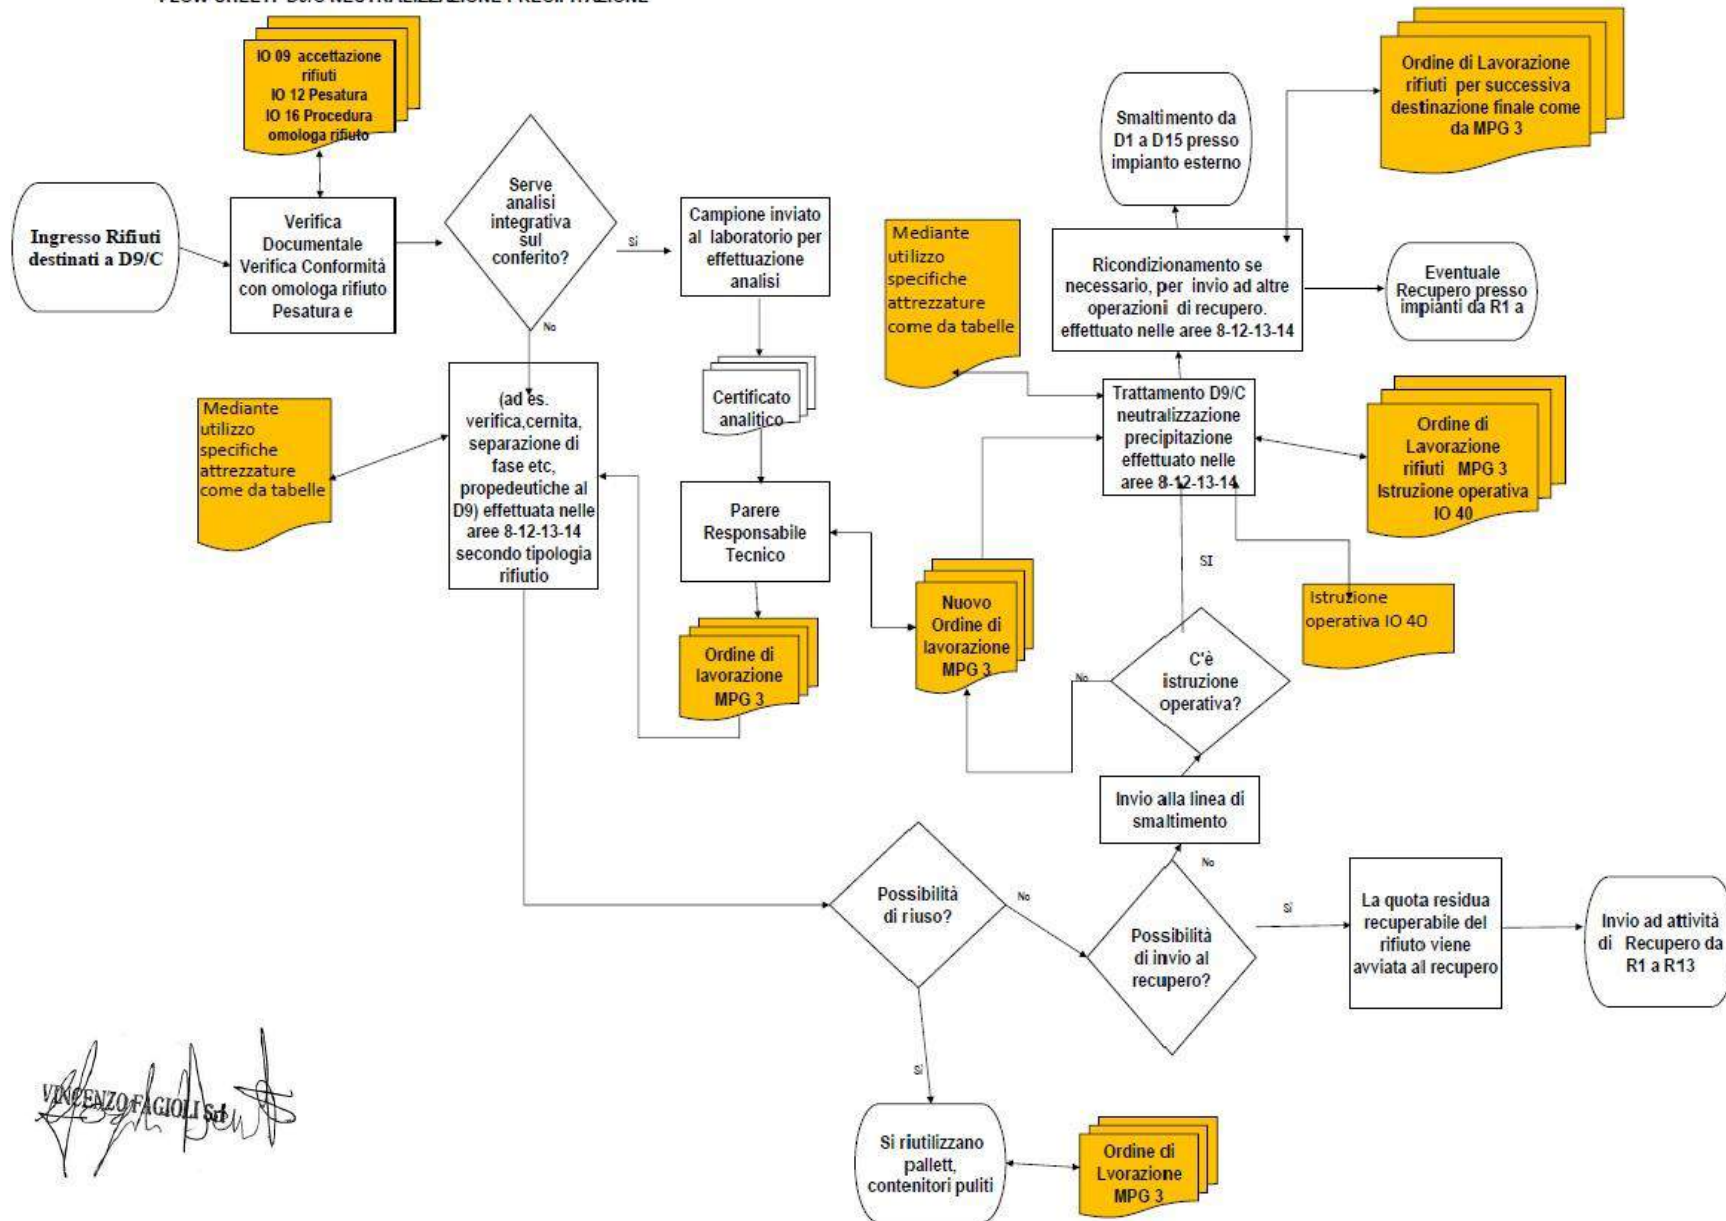 IO 09 accettazione
rifiuti
IO 12 Pesatura
IO 16 Procedura
omologa rifiuto
Ingresso Rifiuti
destinati a D9/C
Verifica
Documentale
Verifica Conformità
con omologa rifiuto
Pesatura e
Serve
analisi
integrativa
sul
conferito?
Sì
No
Campione inviato
al laboratorio per
effettuazione
analisi
Certificato
analitico
Parere
Responsabile
Tecnico
Ordine di
lavorazione
MPG 3
(ad es.
verifica,cernita,
separazione di
fase etc,
propedeutiche al
D9) effettuata nelle
aree 8-12-13-14
secondo tipologia
rifiutio
Mediante
utilizzo
specifiche
attrezzature
come da tabelle
Nuovo
Ordine di
lavorazione
MPG 3
Mediante
utilizzo
specifiche
attrezzature
come da tabelle
Smaltimento da
D1 a D15 presso
impianto esterno
Ordine di Lavorazione
rifiuti per successiva
destinazione finale come
da MPG 3
Ricondizionamento se
necessario, per invio ad altre
operazioni di recupero.
effettuato nelle aree 8-12-13-14
Eventuale
Recupero presso
impianti da R1 a
Trattamento D9/C
neutralizzazione
precipitazione
effettuato nelle
aree 8-12-13-14
Ordine di
Lavorazione
rifiuti MPG 3
Istruzione operativa
IO 40
Istruzione
operativa IO 40
SI
C'è
istruzione
operativa?
No
Invio alla linea di
smaltimento
No
Possibilità
di riuso?
No
Possibilità
di invio al
recupero?
Sì
La quota residua
recuperabile del
rifiuto viene
avviata al recupero
Invio ad attività
di Recupero da
R1 a R13
Sì
Si riutilizzano
pallett,
contenitori puliti
Ordine di
Lvorazione
MPG 3
VINCENZO FAGIOLI Srl